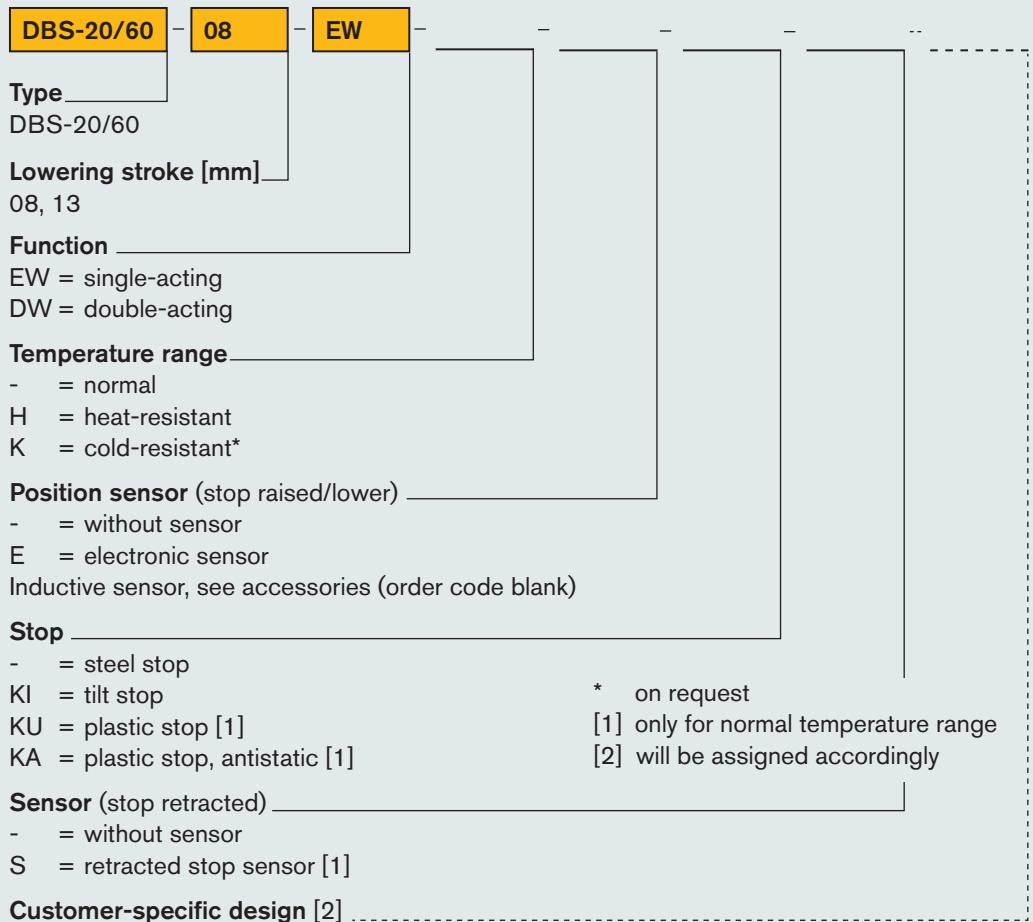 DBS-20/60 – 08 – EW – – – – --
Type
DBS-20/60
Lowering stroke [mm]
08, 13
Function
EW = single-acting
DW = double-acting
Temperature range
- = normal
H = heat-resistant
K = cold-resistant*
Position sensor (stop raised/lower)
- = without sensor
E = electronic sensor
Inductive sensor, see accessories (order code blank)
Stop
- = steel stop
KI = tilt stop
KU = plastic stop [1]
KA = plastic stop, antistatic [1]
* on request
[1] only for normal temperature range
[2] will be assigned accordingly
Sensor (stop retracted)
- = without sensor
S = retracted stop sensor [1]
Customer-specific design [2]